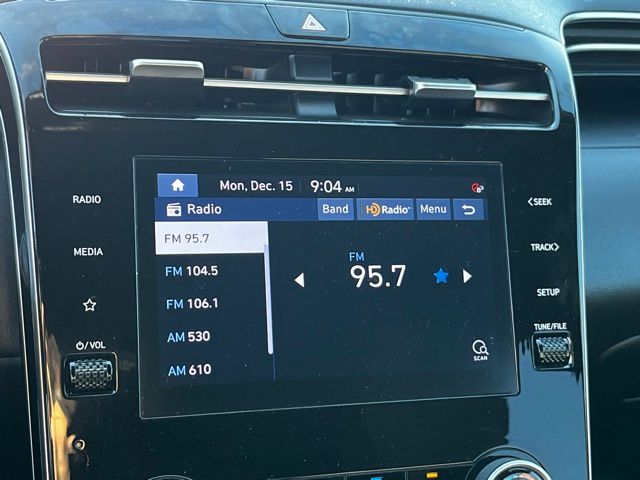 Mon, Dec. 15 9:04 AM
Radio Band HD Radio Menu
RADIO
MEDIA
⏻/ VOL
FM 95.7
FM 104.5
FM 106.1
AM 530
AM 610
FM
95.7
SCAN
<SEEK
TRACK>
SETUP
TUNE/FILE